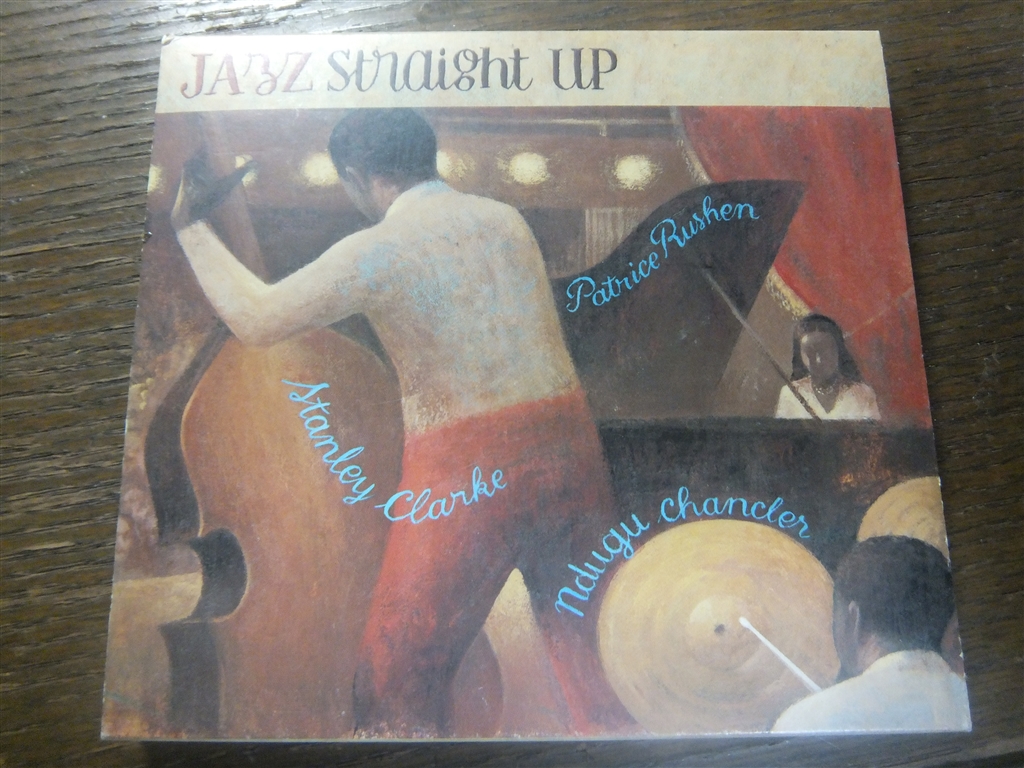 JAZZ Straight UP
Patrice Rushen
Stanley Clarke
Ndugu Chancler